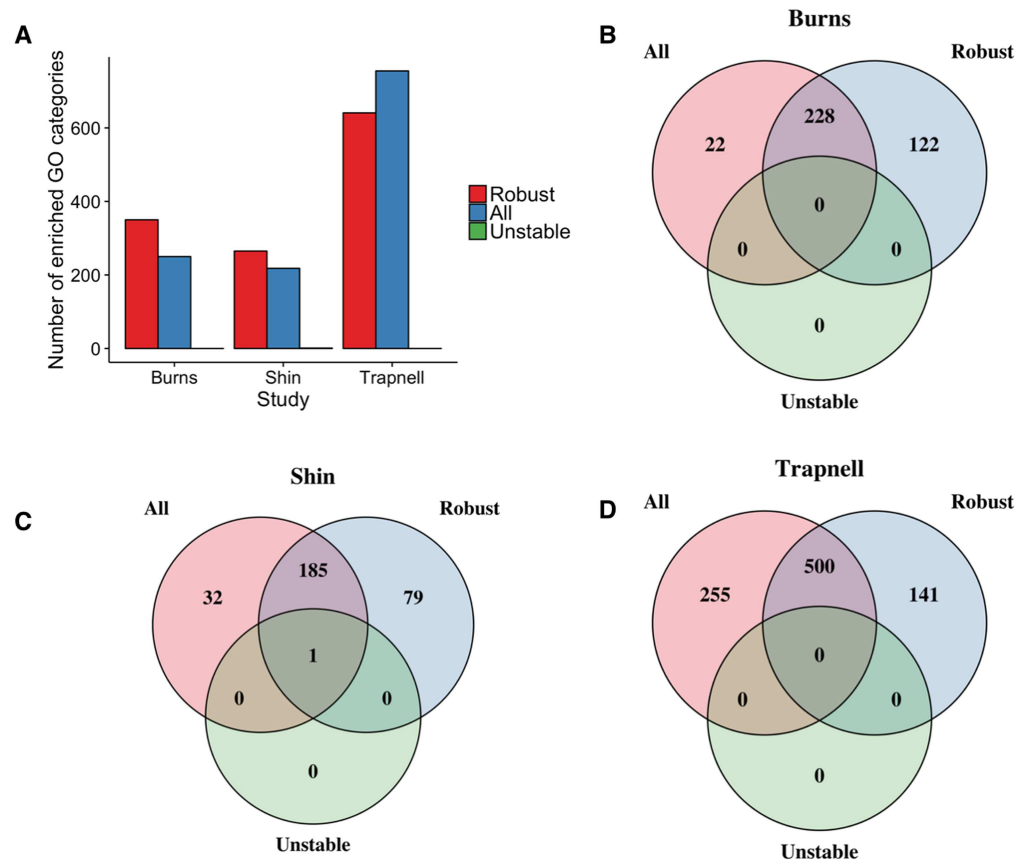 A
Number of enriched GO categories
600
400
200
0
Burns
Shin
Trapnell
Study
Robust
All
Unstable
B
Burns
All
Robust
228
22
122
0
0
0
0
Unstable
C
Shin
All
Robust
185
32
79
1
0
0
0
Unstable
D
Trapnell
All
Robust
500
255
141
0
0
0
0
Unstable